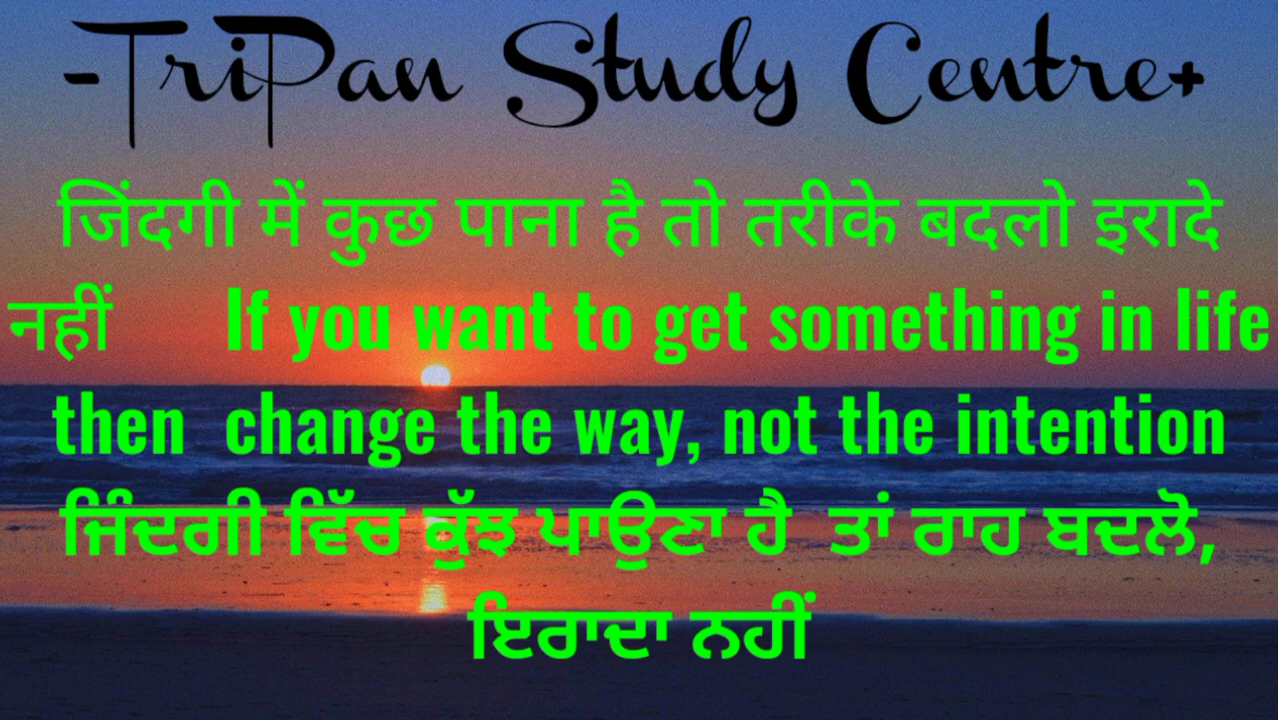 -TriPan Study Centre+
जिंदगी में कुछ पाना है तो तरीके बदलो इरादे
नहीं If you want to get something in life
then change the way, not the intention
ਜਿੰਦਗੀ ਵਿੱਚ ਕੁੱਝ ਪਾਉਣਾ ਹੈ ਤਾਂ ਰਾਹ ਬਦਲੋ,
ਇਰਾਦਾ ਨਹੀਂ